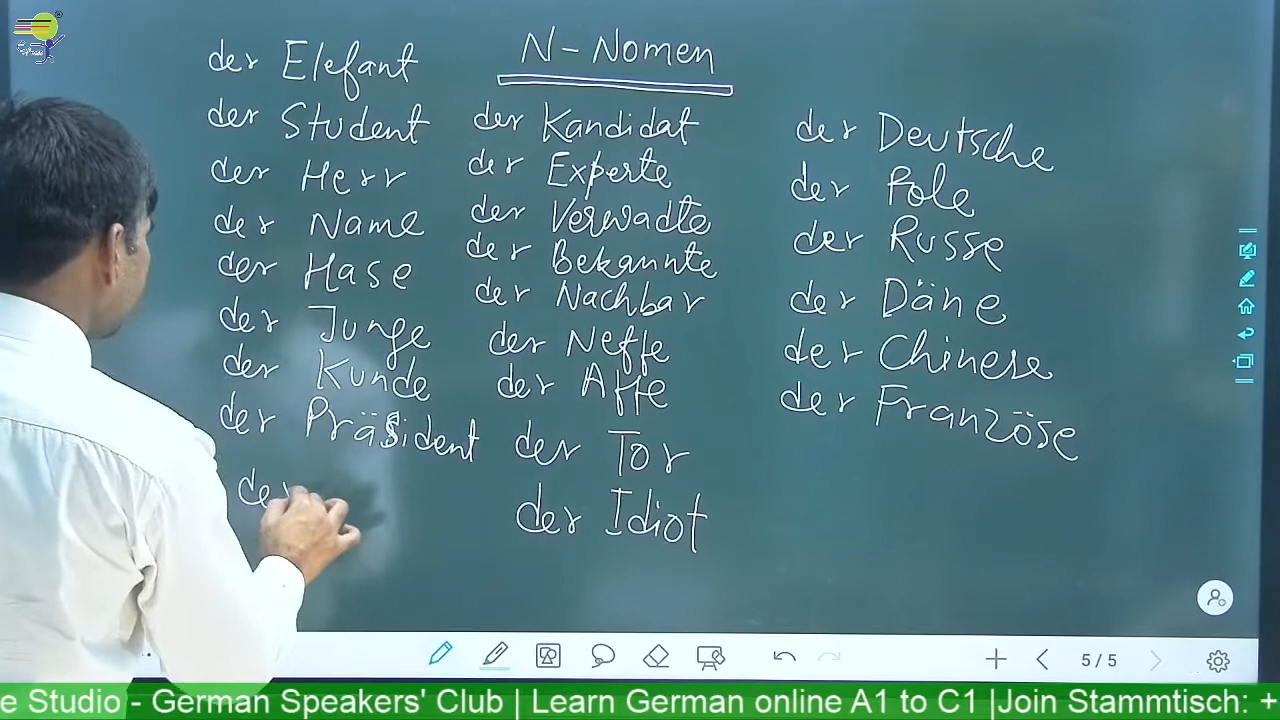 N-Nomen
der Elefant
der Student
der Herr
der Name
der Hase
der Junge
der Kunde
der Präsident
der
der Kandidat
der Experte
der Verwadte
der Bekannte
der Nachbar
der Neffe
der Affe
der Tor
der Idiot
der Deutsche
der Pole
der Russe
der Däne
der Chinese
der Französe
5/5
e Studio - German Speakers' Club | Learn German online A1 to C1 |Join Stammtisch: +